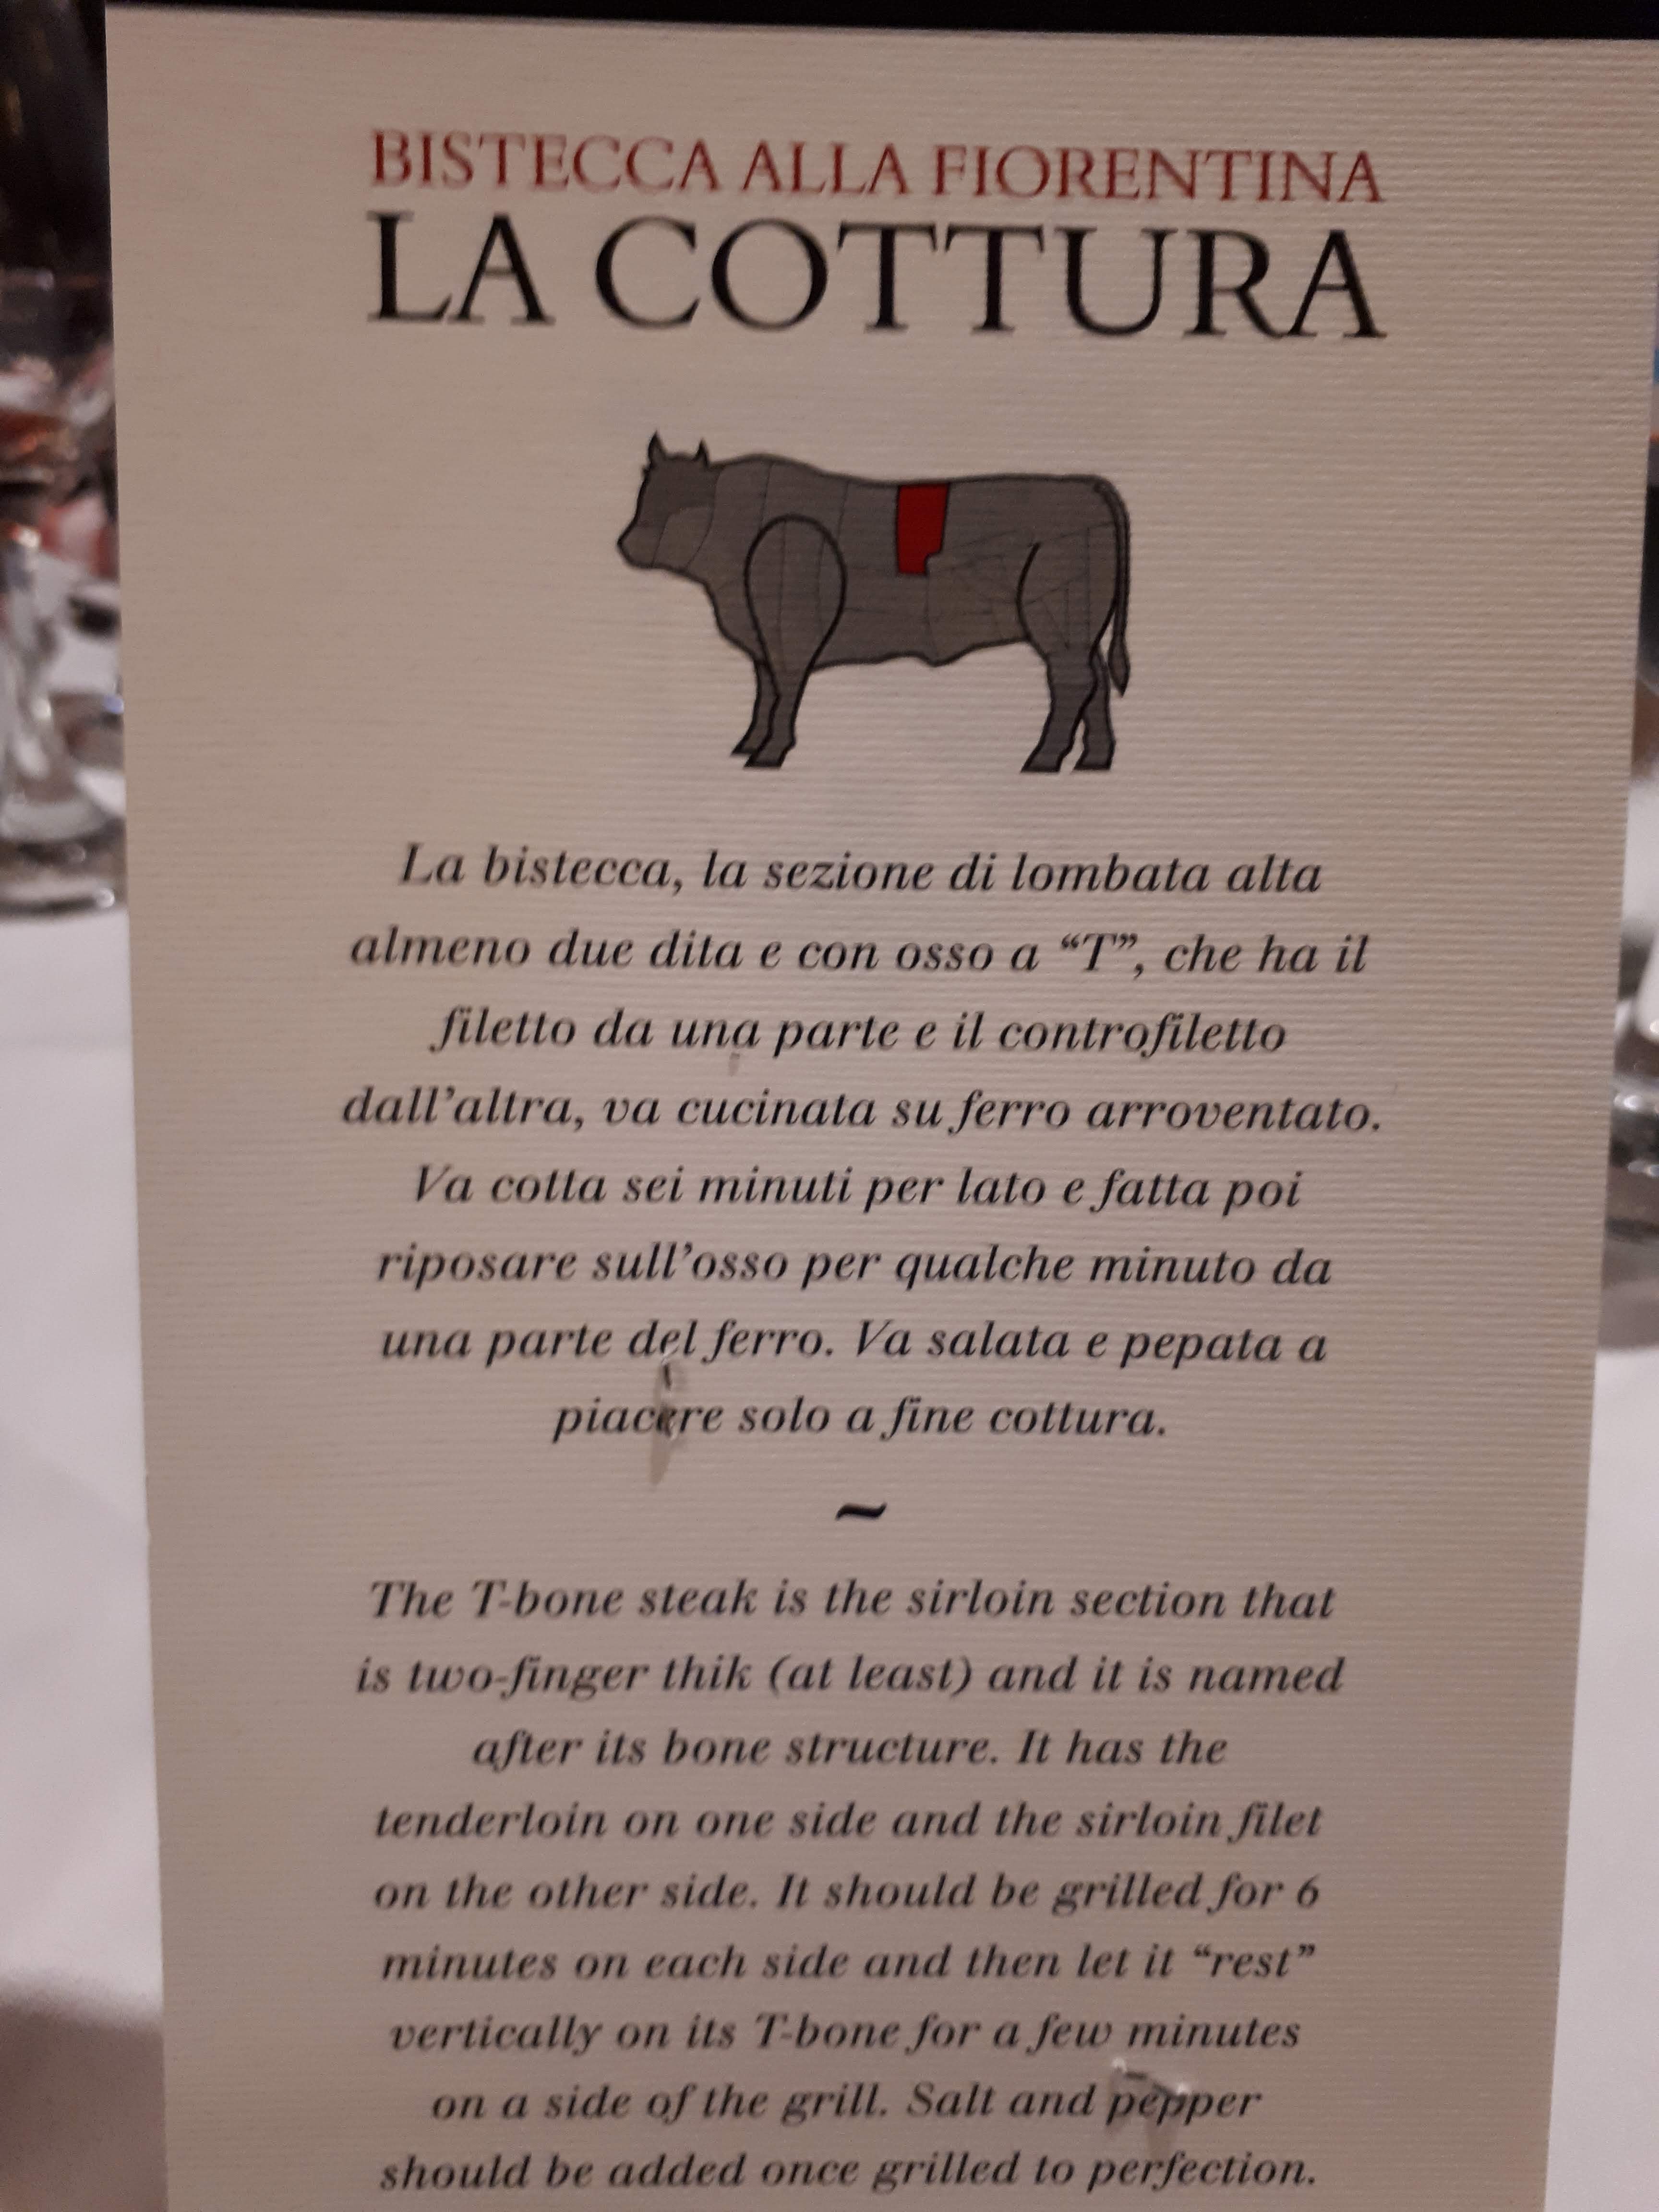 BISTECCA ALLA FIORENTINA
LA COTTURA
La bistecca, la sezione di lombata alta
almeno due dita e con osso a “T”, che ha il
filetto da una parte e il controfiletto
dall’altra, va cucinata su ferro arroventato.
Va cotta sei minuti per lato e fatta poi
riposare sull’osso per qualche minuto da
una parte del ferro. Va salata e pepata a
piacere solo a fine cottura.
~
The T-bone steak is the sirloin section that
is two-finger thik (at least) and it is named
after its bone structure. It has the
tenderloin on one side and the sirloin filet
on the other side. It should be grilled for 6
minutes on each side and then let it “rest”
vertically on its T-bone for a few minutes
on a side of the grill. Salt and pepper
should be added once grilled to perfection.